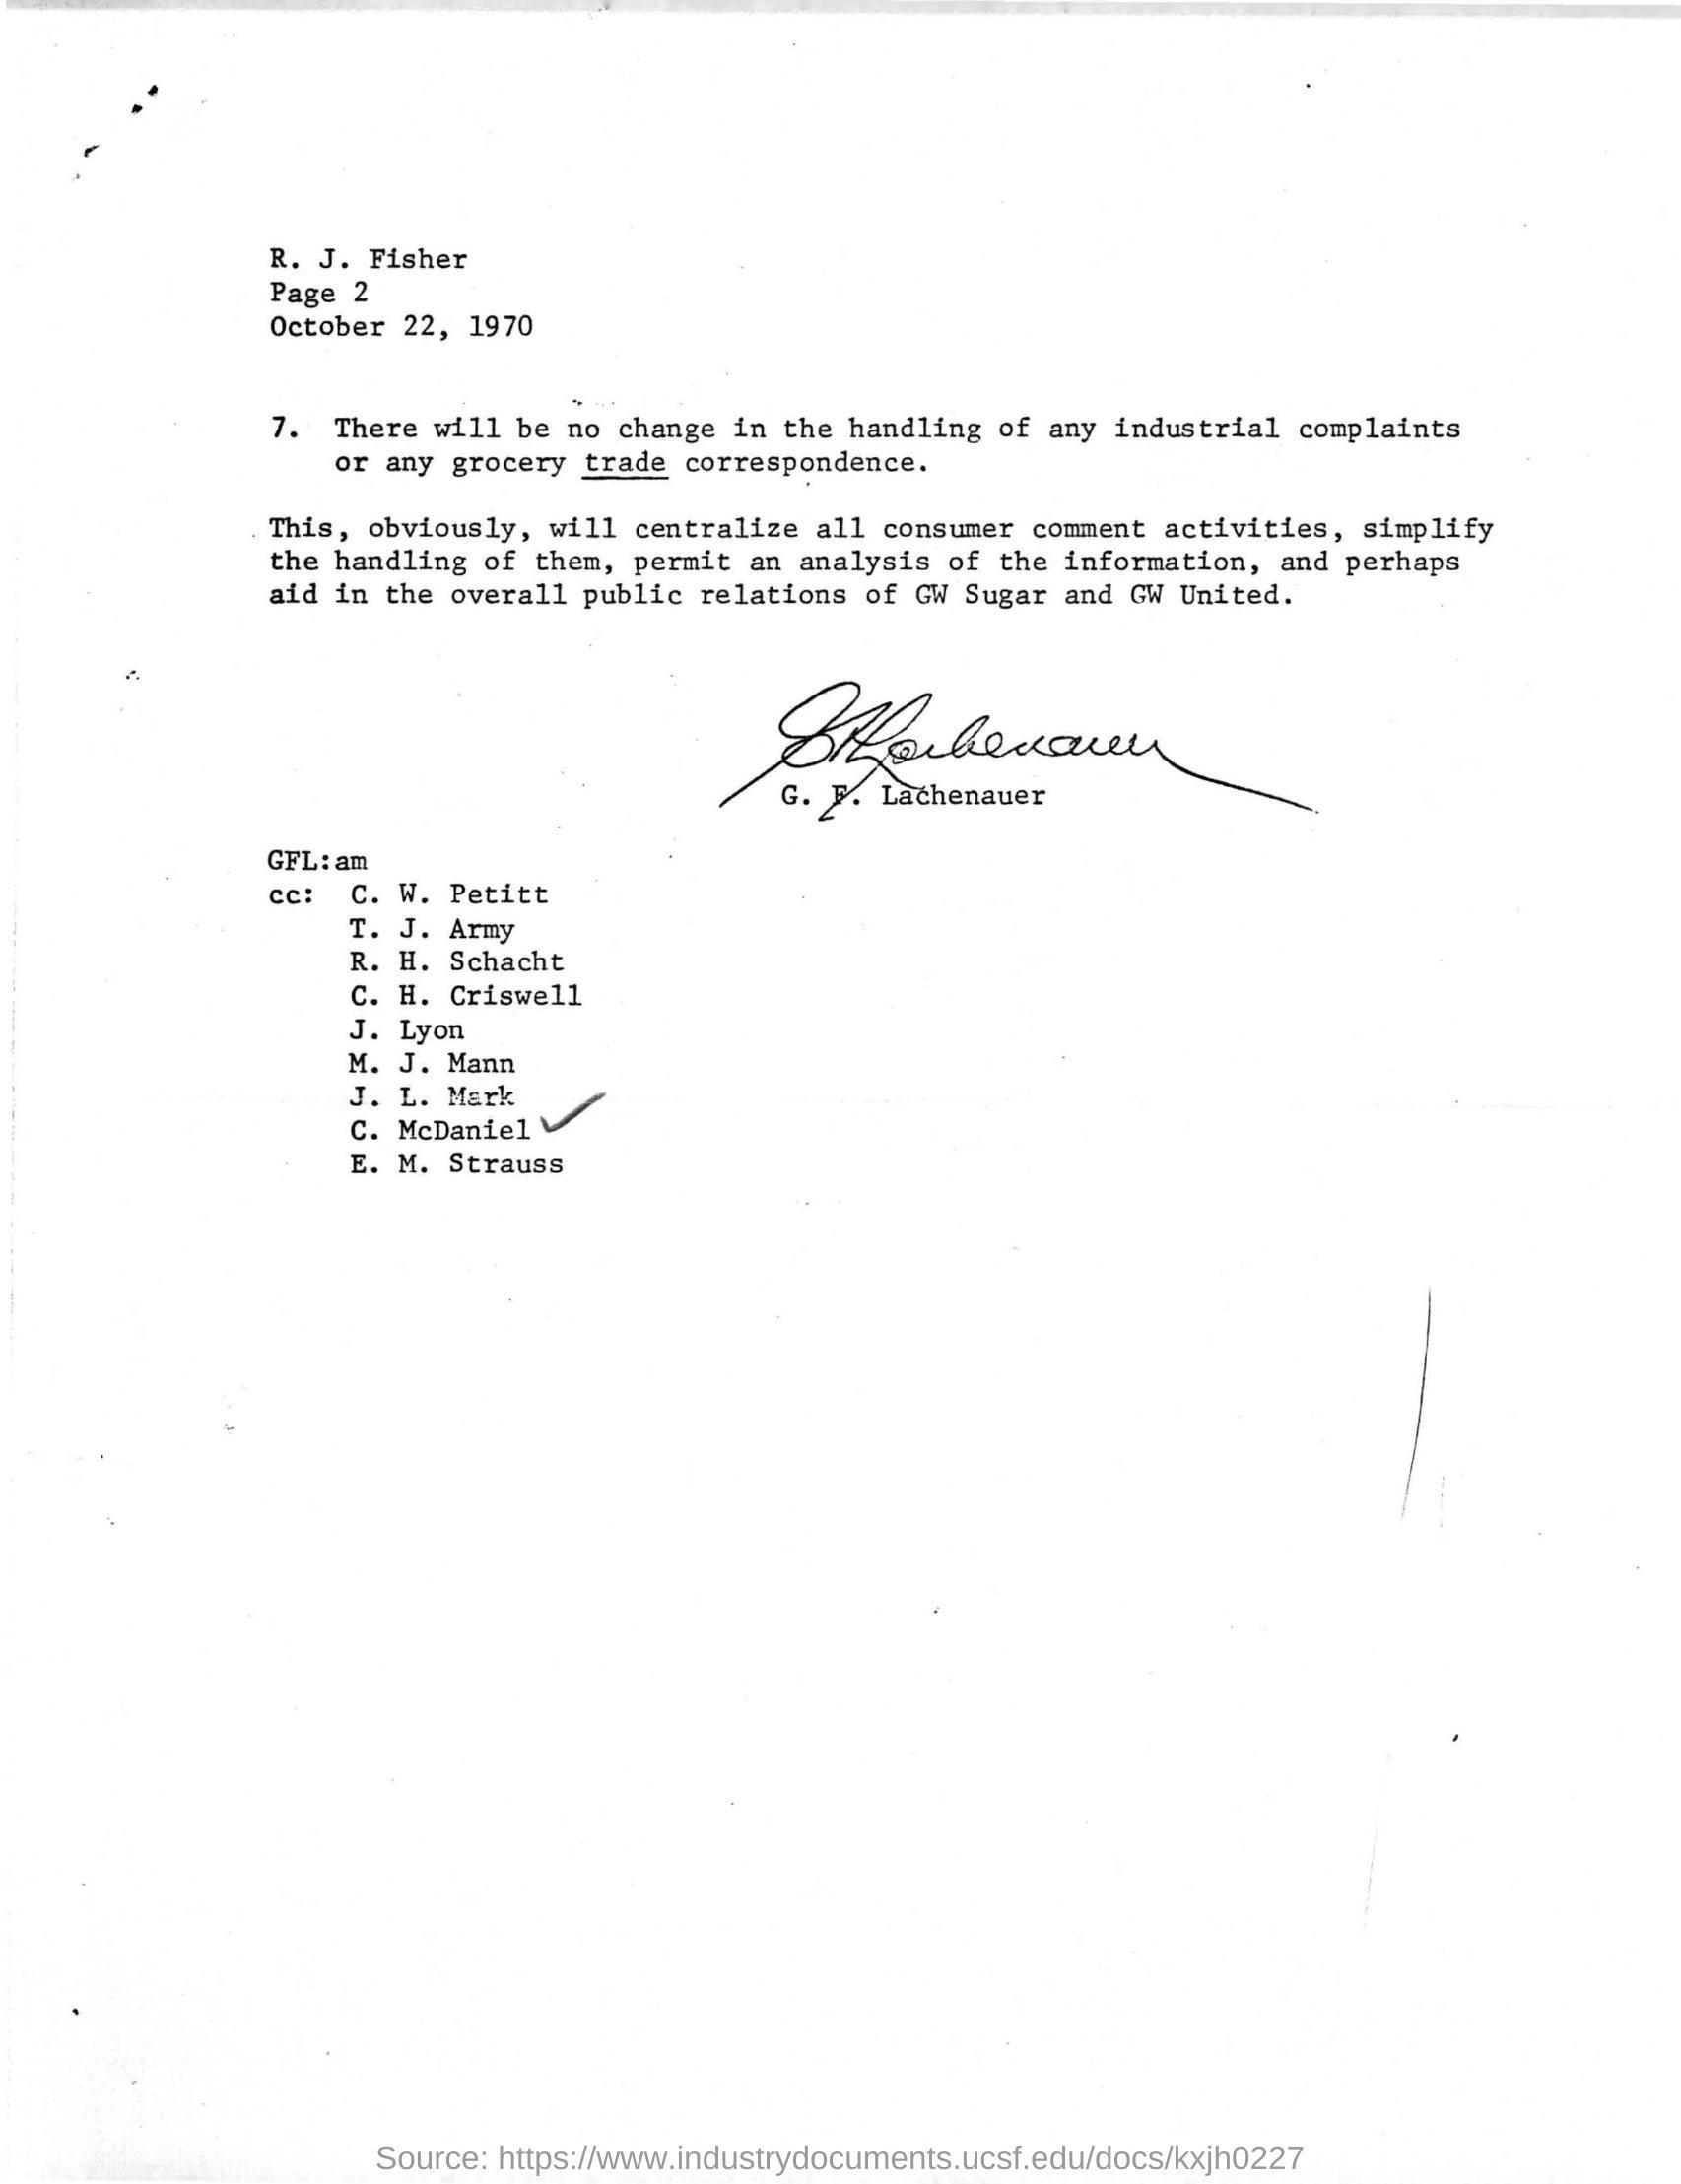 R. J. Fisher
Page 2
October 22, 1970
7. There will be no change in the handling of any industrial complaints
or any grocery trade correspondence.
This, obviously, will centralize all consumer comment activities, simplify
the handling of them, permit an analysis of the information, and perhaps
aid in the overall public relations of GW Sugar and GW United.
G. F. Lachenauer
GFL:am
cc: C. W. Petitt
T. J. Army
R. H. Schacht
C. H. Criswell
J. Lyon
M. J. Mann
J. L. Mark
C. McDaniel
E. M. Strauss
Source: https://www.industrydocuments.ucsf.edu/docs/kxjh0227